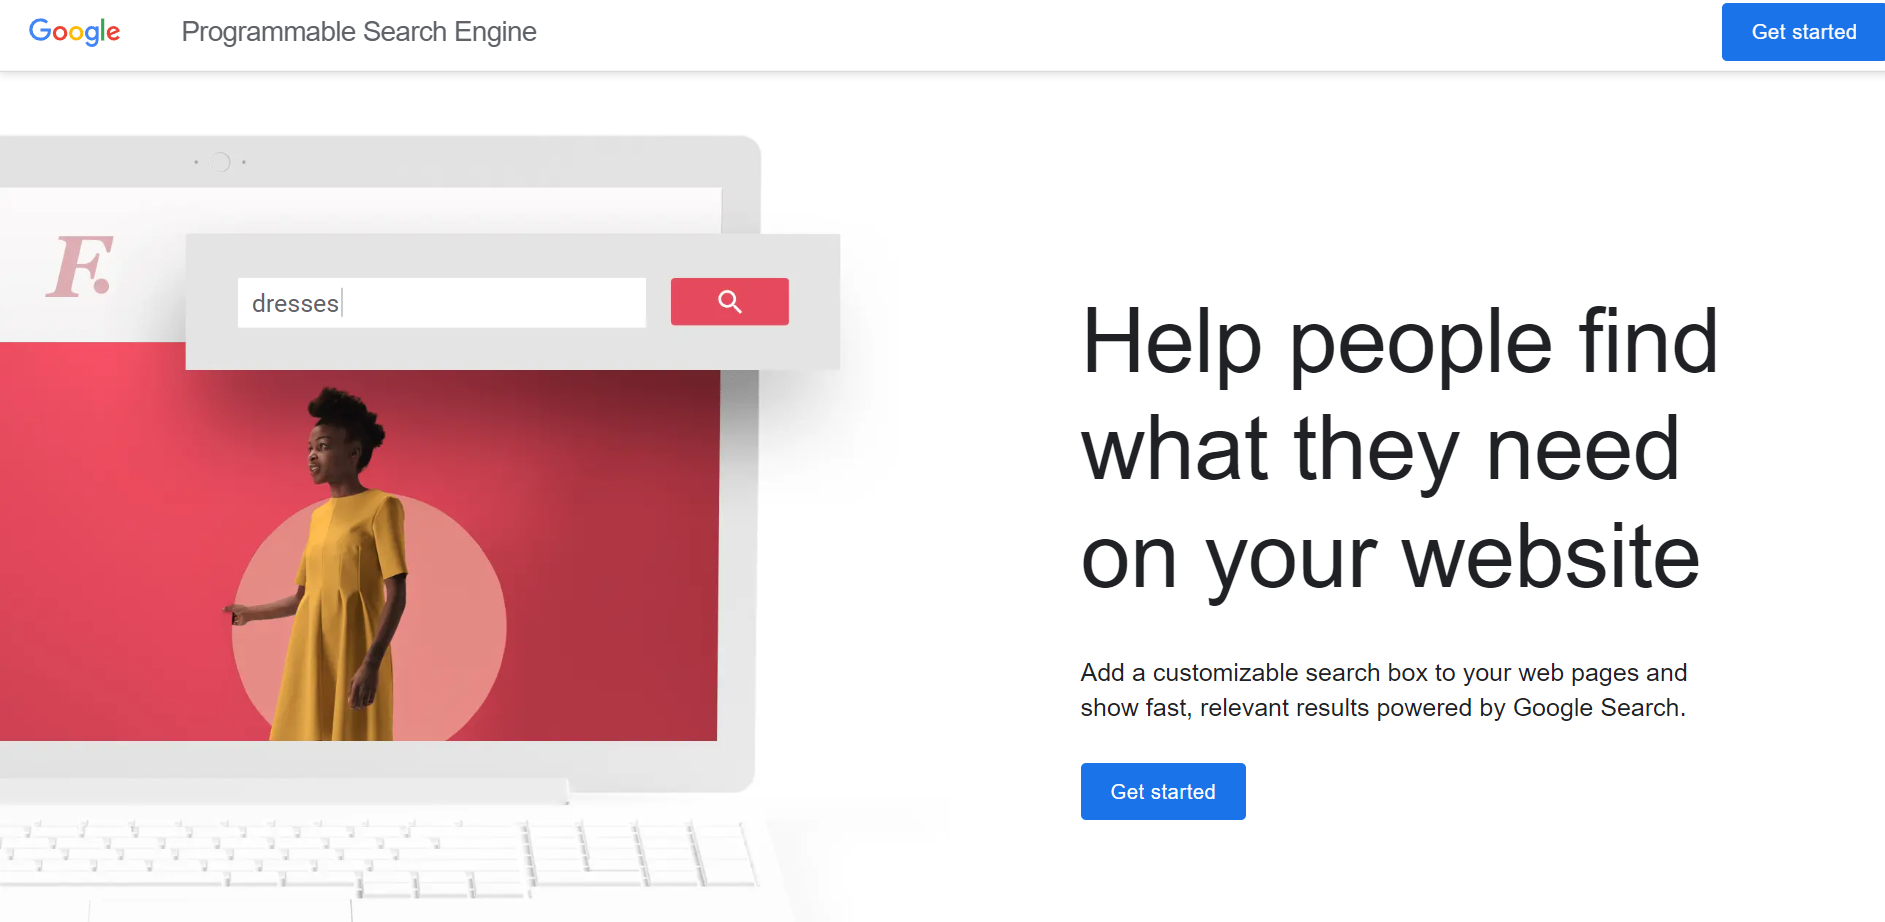 Google Programmable Search Engine Get started
F.
dresses
Help people find
what they need
on your website
Add a customizable search box to your web pages and
show fast, relevant results powered by Google Search.
Get started